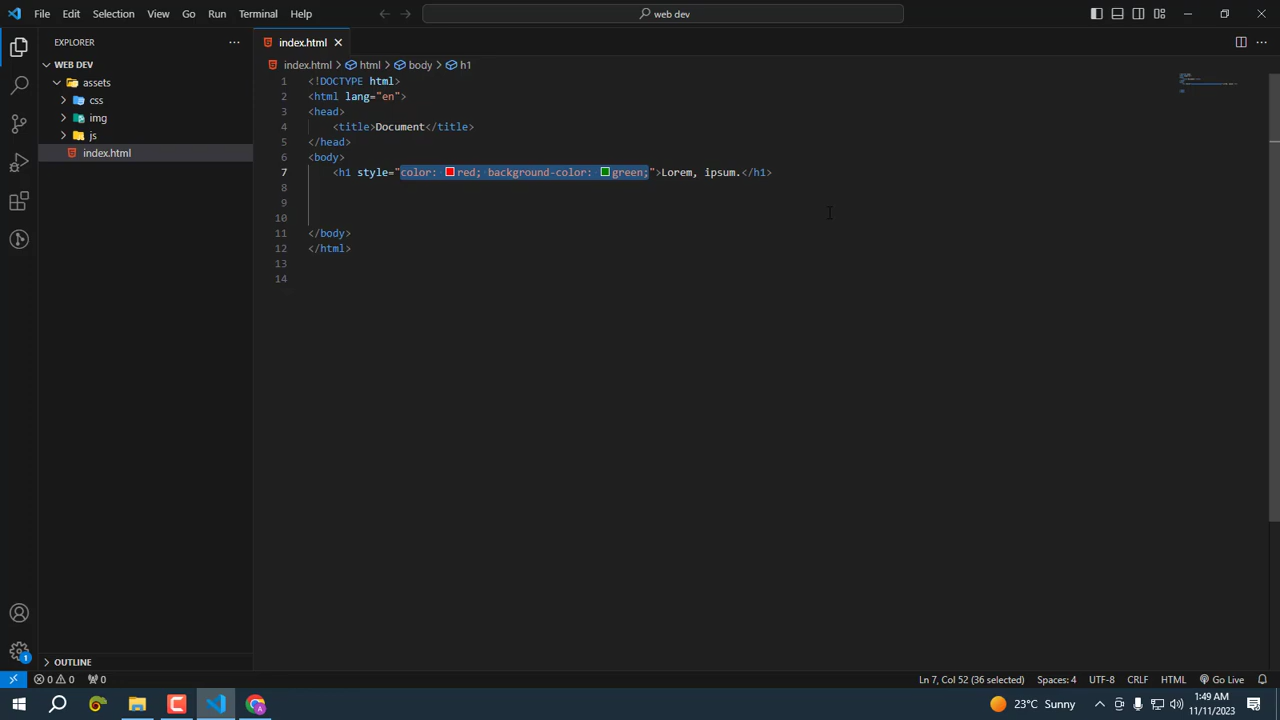 File Edit Selection View Go Run Terminal Help
web dev
EXPLORER
index.html
WEB DEV
index.html html body h1
assets
css
img
js
index.html
1 <!DOCTYPE html>
2 <html lang="en">
3 <head>
4 <title>Document</title>
5 </head>
6 <body>
7 <h1 style="color: red; background-color: green;">Lorem, ipsum.</h1>
8
9
10
11 </body>
12 </html>
13
14
1
OUTLINE
0 0 0
Ln 7, Col 52 (36 selected) Spaces: 4 UTF-8 CRLF HTML Go Live
23°C Sunny
1:49 AM
11/11/2023